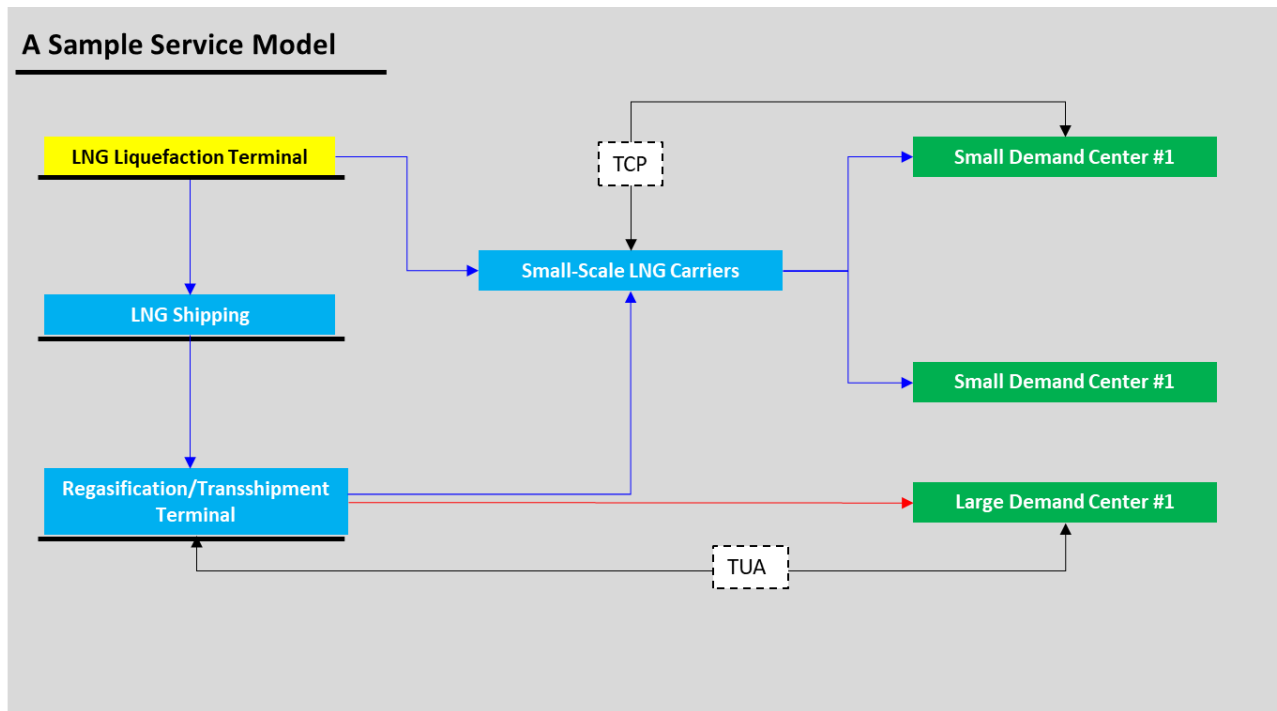 A Sample Service Model
LNG Liquefaction Terminal
TCP
Small Demand Center #1
Small-Scale LNG Carriers
LNG Shipping
Small Demand Center #1
Regasification/Transshipment
Terminal
Large Demand Center #1
TUA